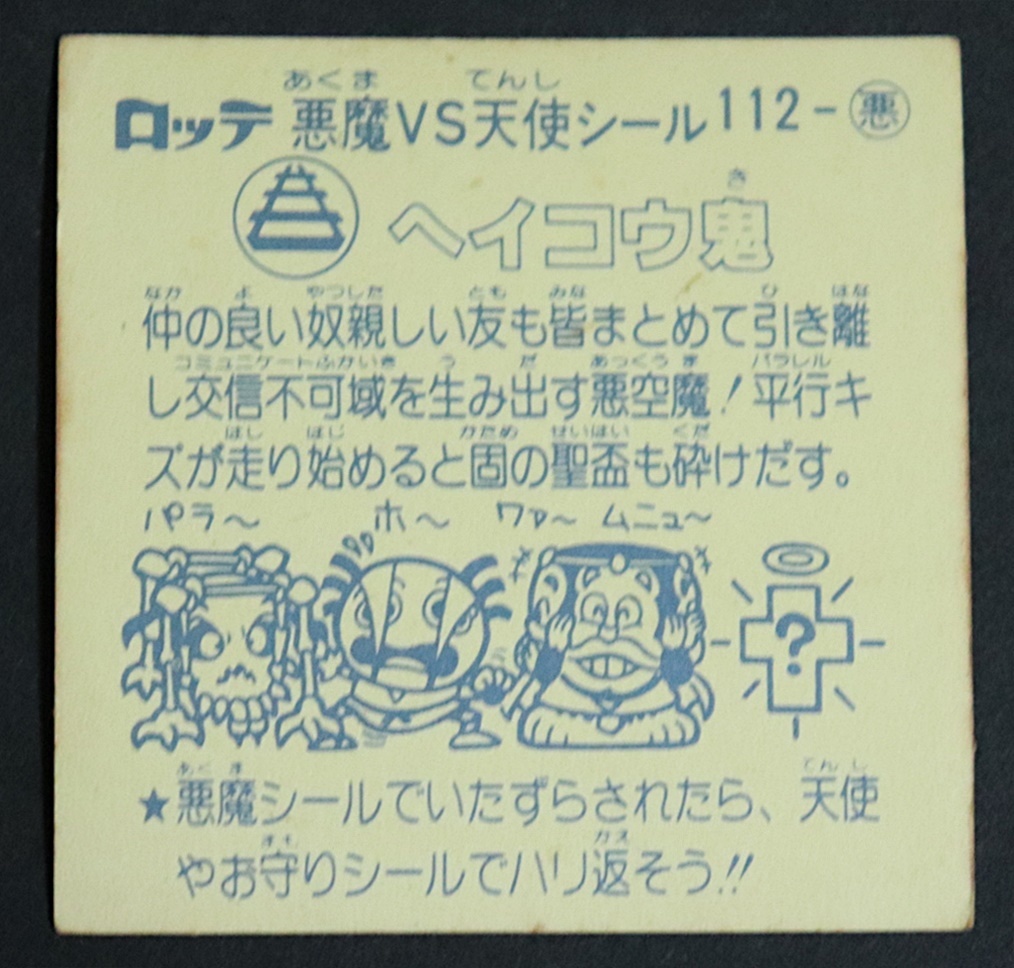 あくま てんし
ロッテ 悪魔VS天使シール112-悪
き
ヘイコウ鬼
なか よ やつした とも みな ひ はな
仲の良い奴親しい友も皆まとめて引き離
コミュニケートふかいき う だ あっくうま パラレル
し交信不可域を生み出す悪空魔!平行キ
はし はじ かため せいはい くだ
ズが走り始めると固の聖盃も砕けだす。
パラ〜 ホ〜 ワァ〜 ムニュ〜
?
あくま てんし
★悪魔シールでいたずらされたら、天使
まも カえ
やお守りシールでハリ返そう!!